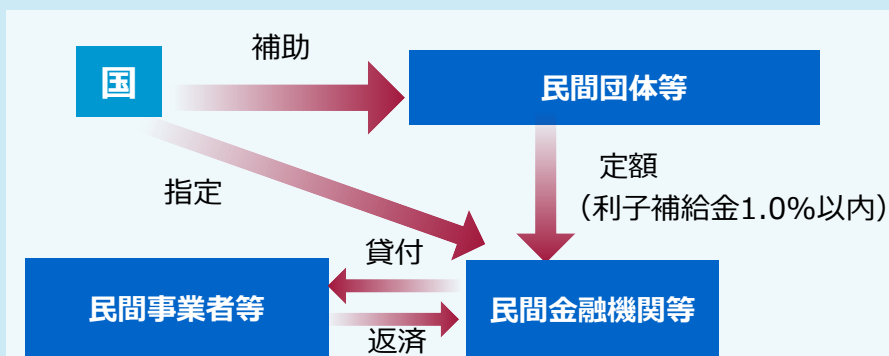 補助
国
民間団体等
定額
（利子補給金1.0%以内）
指定
貸付
民間事業者等
民間金融機関等
返済